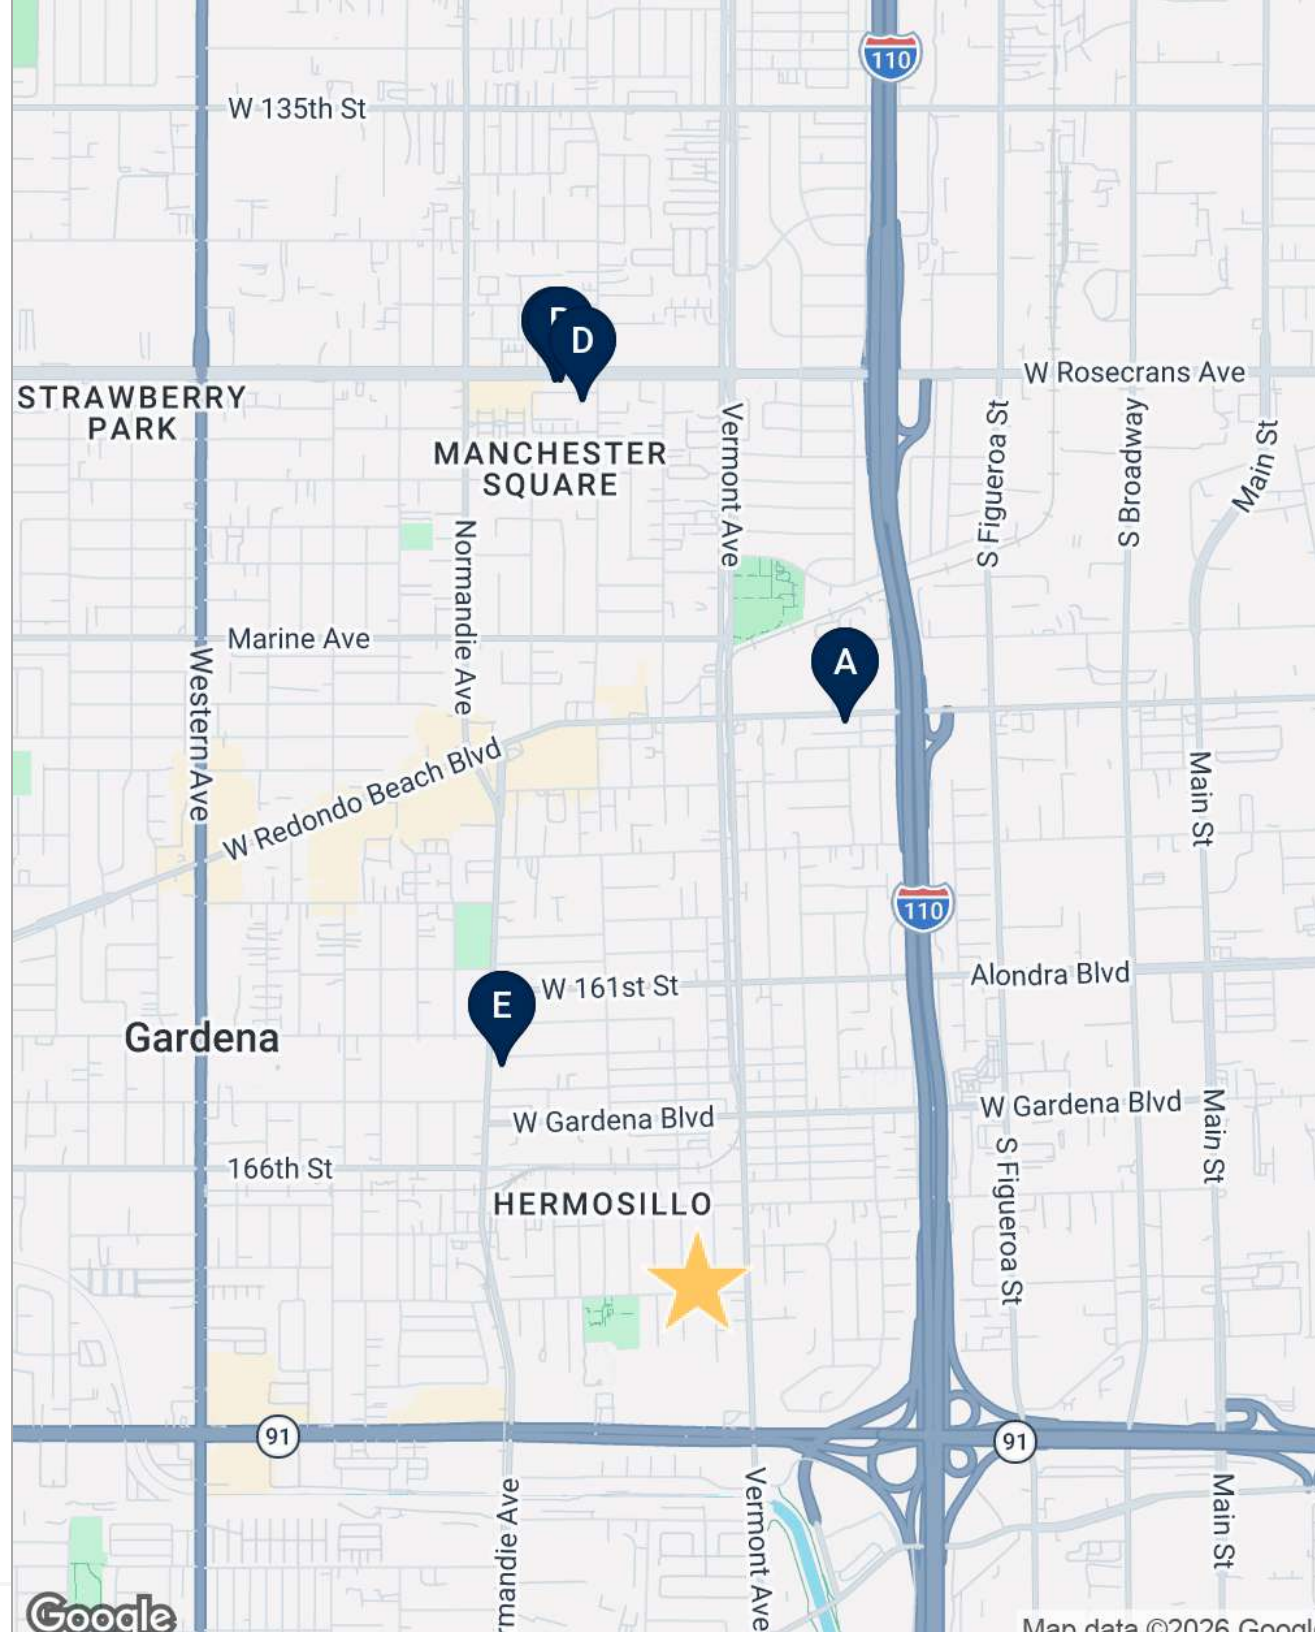 110
W 135th St
D
W Rosecrans Ave
STRAWBERRY
PARK
MANCHESTER
SQUARE
Vermont Ave
S Figueroa St
S Broadway
Main St
Normandie Ave
Marine Ave
A
Western Ave
W Redondo Beach Blvd
Main St
110
Alondra Blvd
W 161st St
E
Gardena
W Gardena Blvd
W Gardena Blvd
Main St
S Figueroa St
166th St
HERMOSILLO
91
91
Vermont Ave
Main St
rmandie Ave
Google
Map data ©2026 Googl